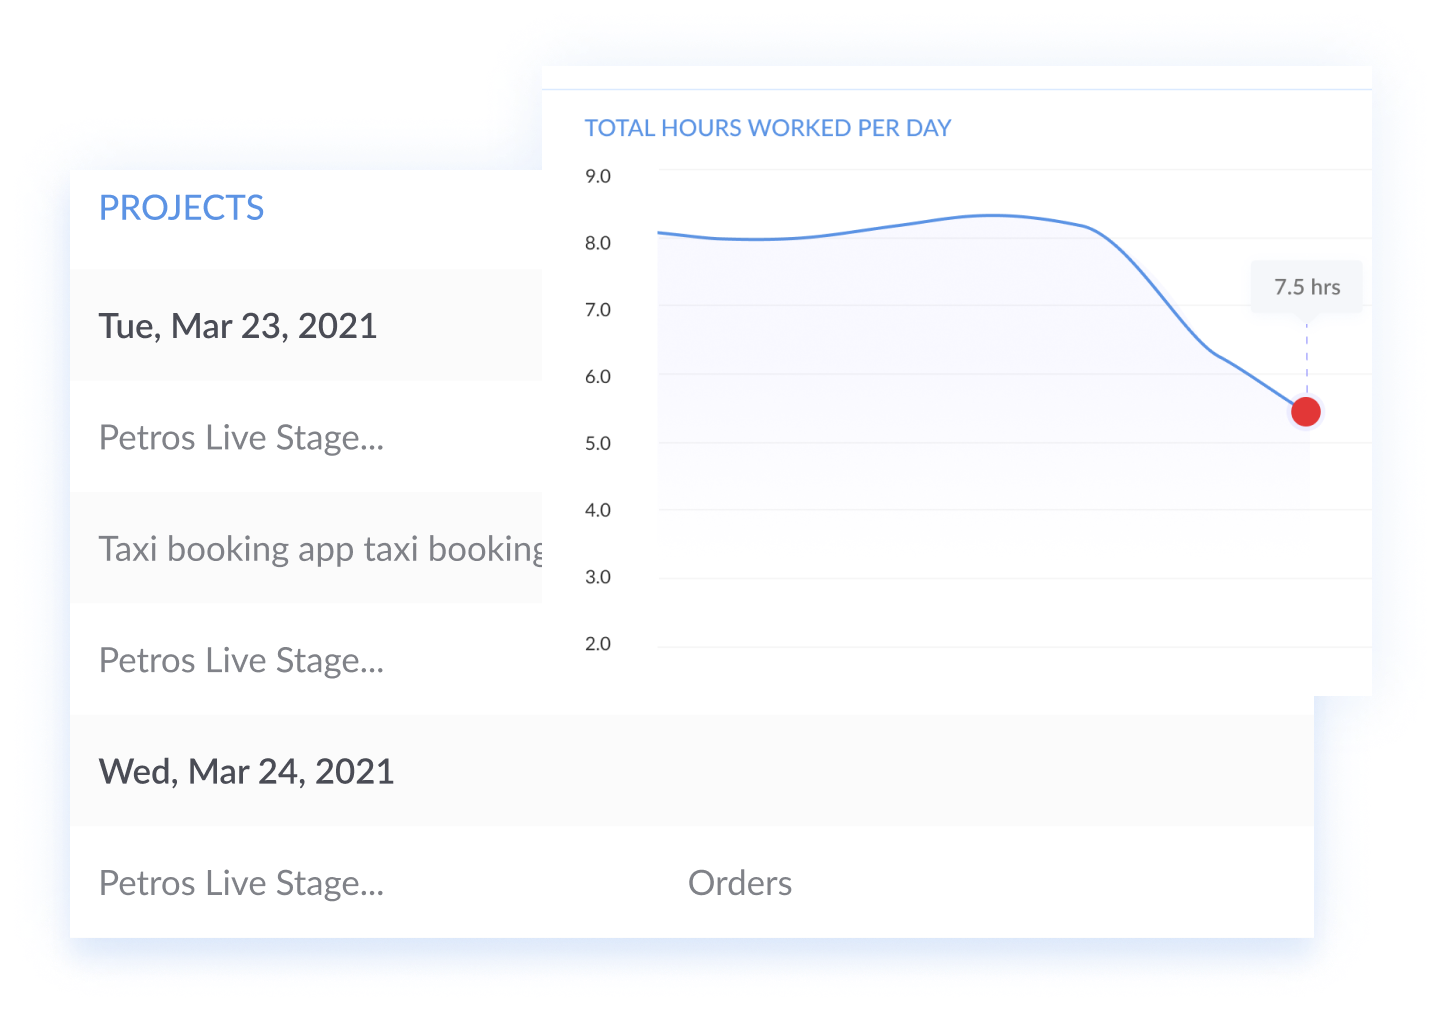 TOTAL HOURS WORKED PER DAY
9.0
8.0
7.0
6.0
5.0
4.0
3.0
2.0
7.5 hrs
PROJECTS
Tue, Mar 23, 2021
Petros Live Stage...
Taxi booking app taxi booking
Petros Live Stage...
Wed, Mar 24, 2021
Petros Live Stage... Orders